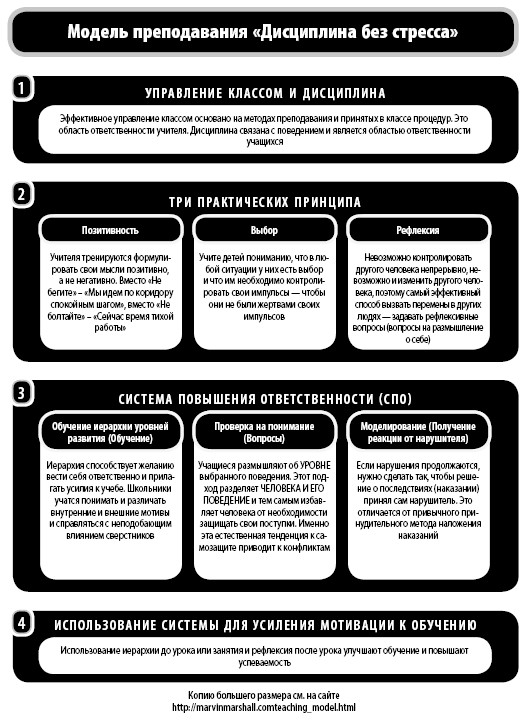 Модель преподавания «Дисциплина без стресса»
1
УПРАВЛЕНИЕ КЛАССОМ И ДИСЦИПЛИНА
Эффективное управление классом основано на методах преподавания и принятых в классе процедур. Это
область ответственности учителя. Дисциплина связана с поведением и является областью ответственности
учащихся
2
ТРИ ПРАКТИЧЕСКИХ ПРИНЦИПА
Позитивность
Учителя тренируются формули-
ровать свои мысли позитивно,
а не негативно. Вместо «Не
бегите» – «Мы идем по коридору
спокойным шагом», вместо «Не
болтайте» – «Сейчас время тихой
работы»
Выбор
Учите детей пониманию, что в лю-
бой ситуации у них есть выбор
и что им необходимо контроли-
ровать свои импульсы — чтобы
они не были жертвами своих
импульсов
Рефлексия
Невозможно контролировать
другого человека непрерывно, не-
возможно и изменить другого чело-
века, поэтому самый эффективный
способ вызвать перемены в других
людях — задавать рефлексивные
вопросы (вопросы на размышление
о себе)
3
СИСТЕМА ПОВЫШЕНИЯ ОТВЕТСТВЕННОСТИ (СПО)
Обучение иерархии уровней
развития (Обучение)
Иерархия способствует желанию
вести себя ответственно и прила-
гать усилия к учебе. Школьники
учатся понимать и различать
внутренние и внешние мотивы
и справляться с неподобающим
влиянием сверстников
Проверка на понимание
(Вопросы)
Учащиеся размышляют об УРОВНЕ
выбранного поведения. Этот под-
ход разделяет ЧЕЛОВЕКА И ЕГО
ПОВЕДЕНИЕ и тем самым избав-
ляет человека от необходимости
защищать свои поступки. Именно
эта естественная тенденция к са-
мозащите приводит к конфликтам
Моделирование (Получение
реакции от нарушителя)
Если нарушения продолжаются,
нужно сделать так, чтобы реше-
ние о последствиях (наказании)
принял сам нарушитель. Это
отличается от привычного при-
нудительного метода наложения
наказаний
4
ИСПОЛЬЗОВАНИЕ СИСТЕМЫ ДЛЯ УСИЛЕНИЯ МОТИВАЦИИ К ОБУЧЕНИЮ
Использование иерархии до урока или занятия и рефлексия после урока улучшают обучение и повышают
успеваемость
Копию большего размера см. на сайте
http://marvinmarshall.comteaching_model.html